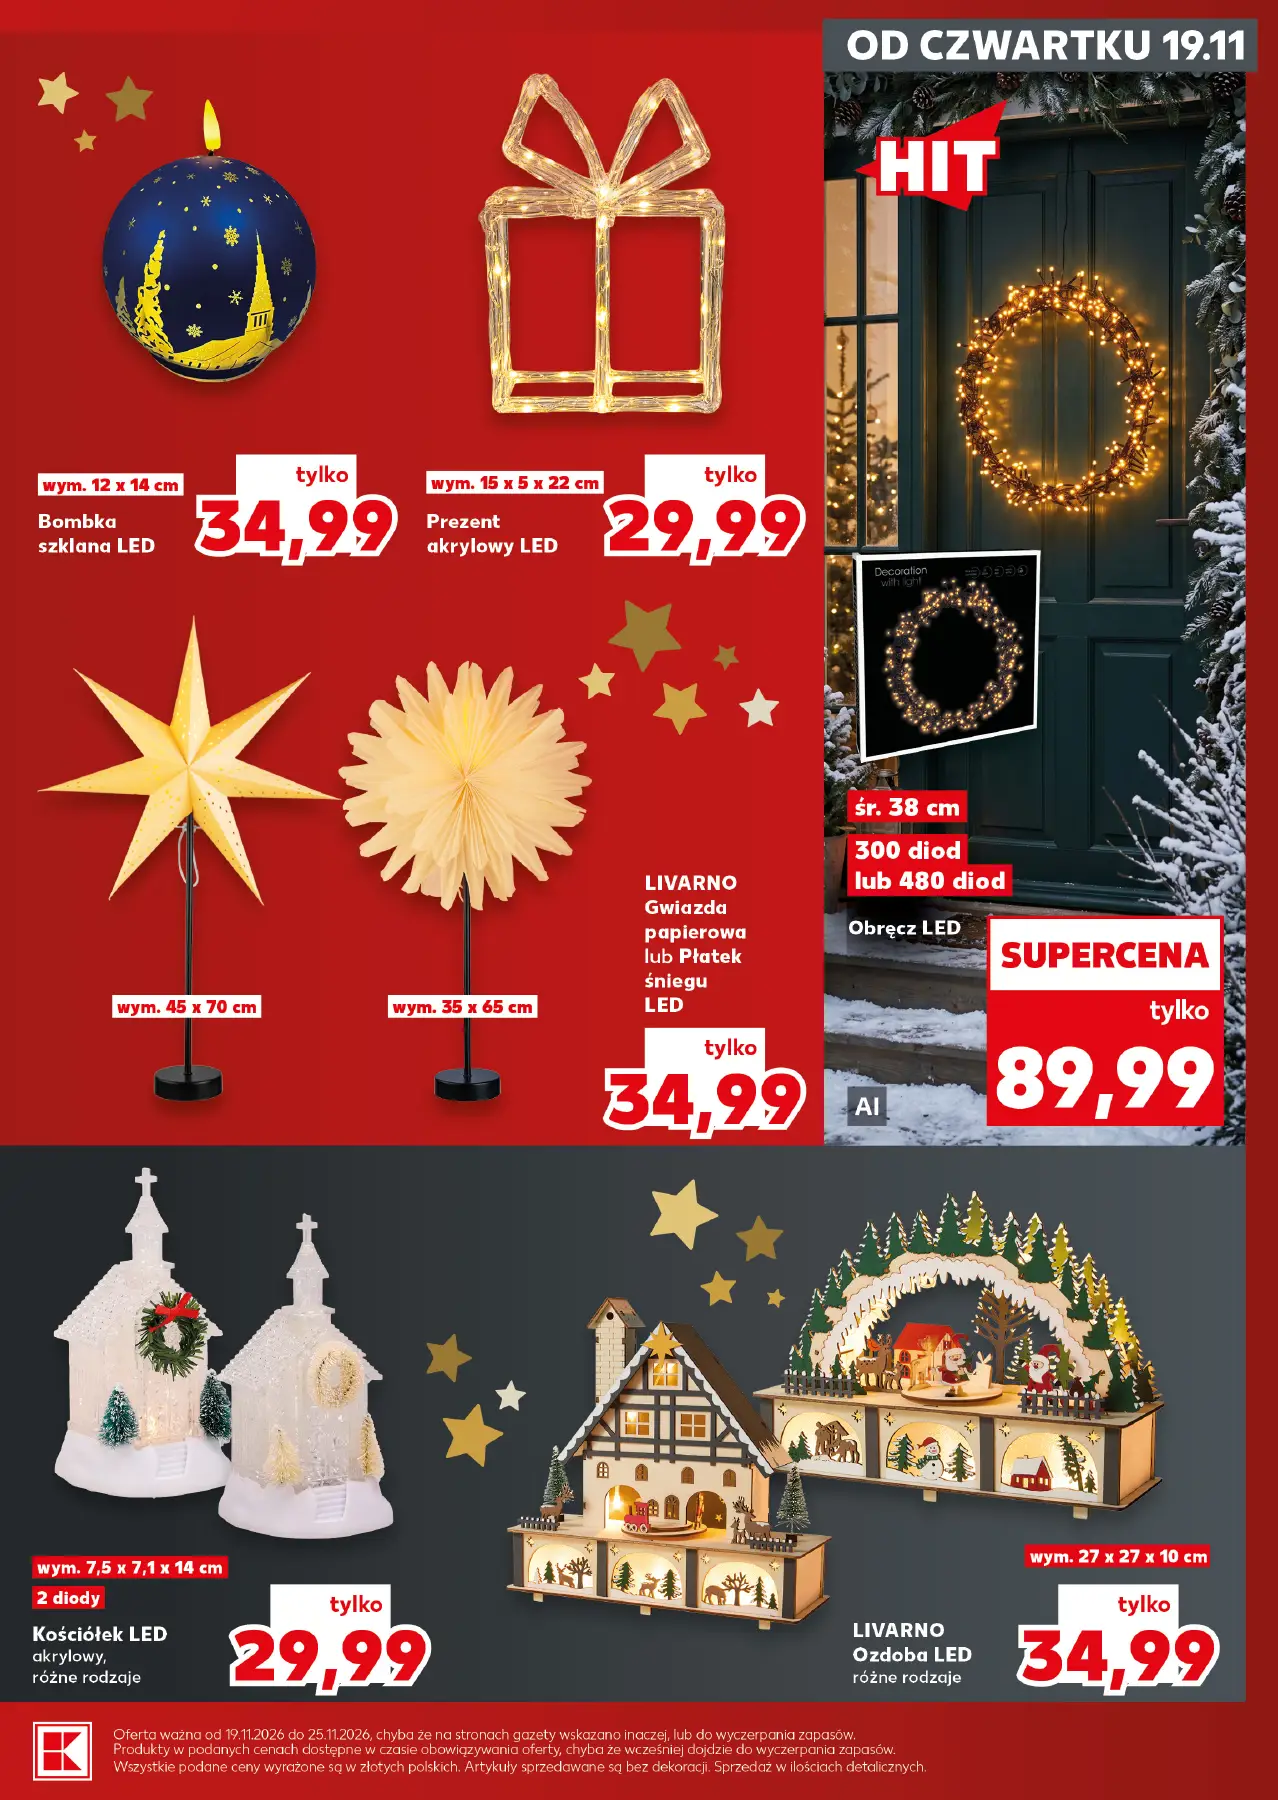 OD CZWARTKU 19.11
HIT
wym. 12 x 14 cm
Bombka
szklana LED
tylko
34,99
wym. 15 x 5 x 22 cm
Prezent
akrylowy LED
tylko
29,99
Decoration
with light
śr. 38 cm
300 diod
lub 480 diod
Obręcz LED
SUPERCENA
tylko
89,99
AI
wym. 45 x 70 cm
wym. 35 x 65 cm
LIVARNO
Gwiazda
papierowa
lub Płatek
śniegu
LED
tylko
34,99
wym. 7,5 x 7,1 x 14 cm
2 diody
Kościółek LED
akrylowy,
różne rodzaje
tylko
29,99
wym. 27 x 27 x 10 cm
LIVARNO
Ozdoba LED
różne rodzaje
tylko
34,99
Oferta ważna od 19.11.2026 do 25.11.2026, chyba że na stronach gazety wskazano inaczej, lub do wyczerpania zapasów.
Produkty w podanych cenach dostępne w czasie obowiązywania oferty, chyba że wcześniej dojdzie do wyczerpania zapasów.
Wszystkie podane ceny wyrażone są w złotych polskich. Artykuły sprzedawane są bez dekoracji. Sprzedaż w ilościach detalicznych.